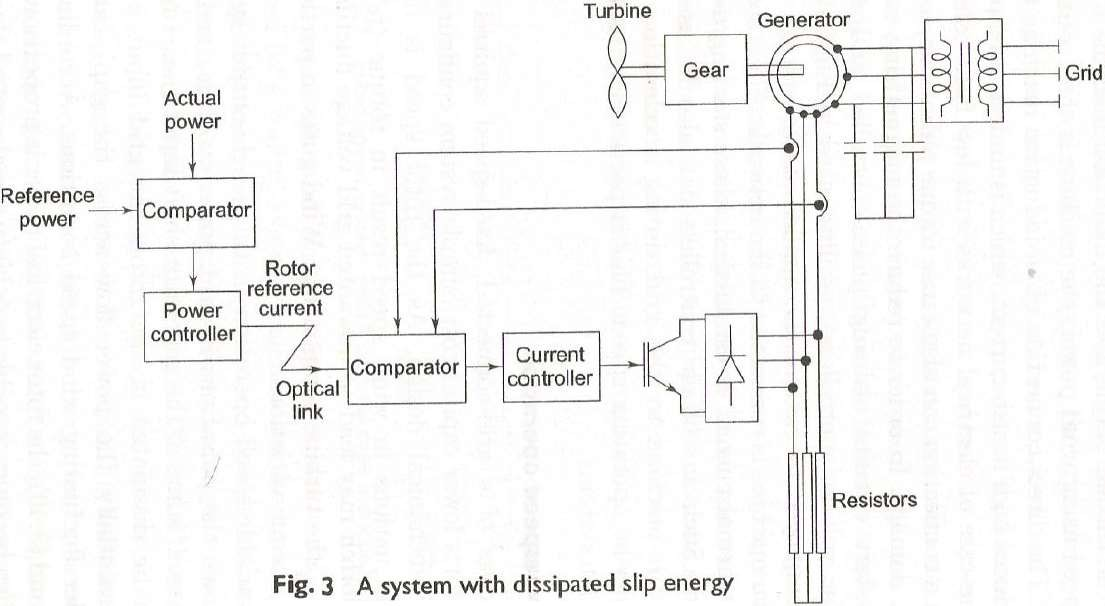 Turbine
Generator
Gear
Grid
Actual
power
Reference
power
Comparator
Rotor
reference
current
Power
controller
Optical
link
Comparator
Current
controller
Resistors
Fig. 3 A system with dissipated slip energy